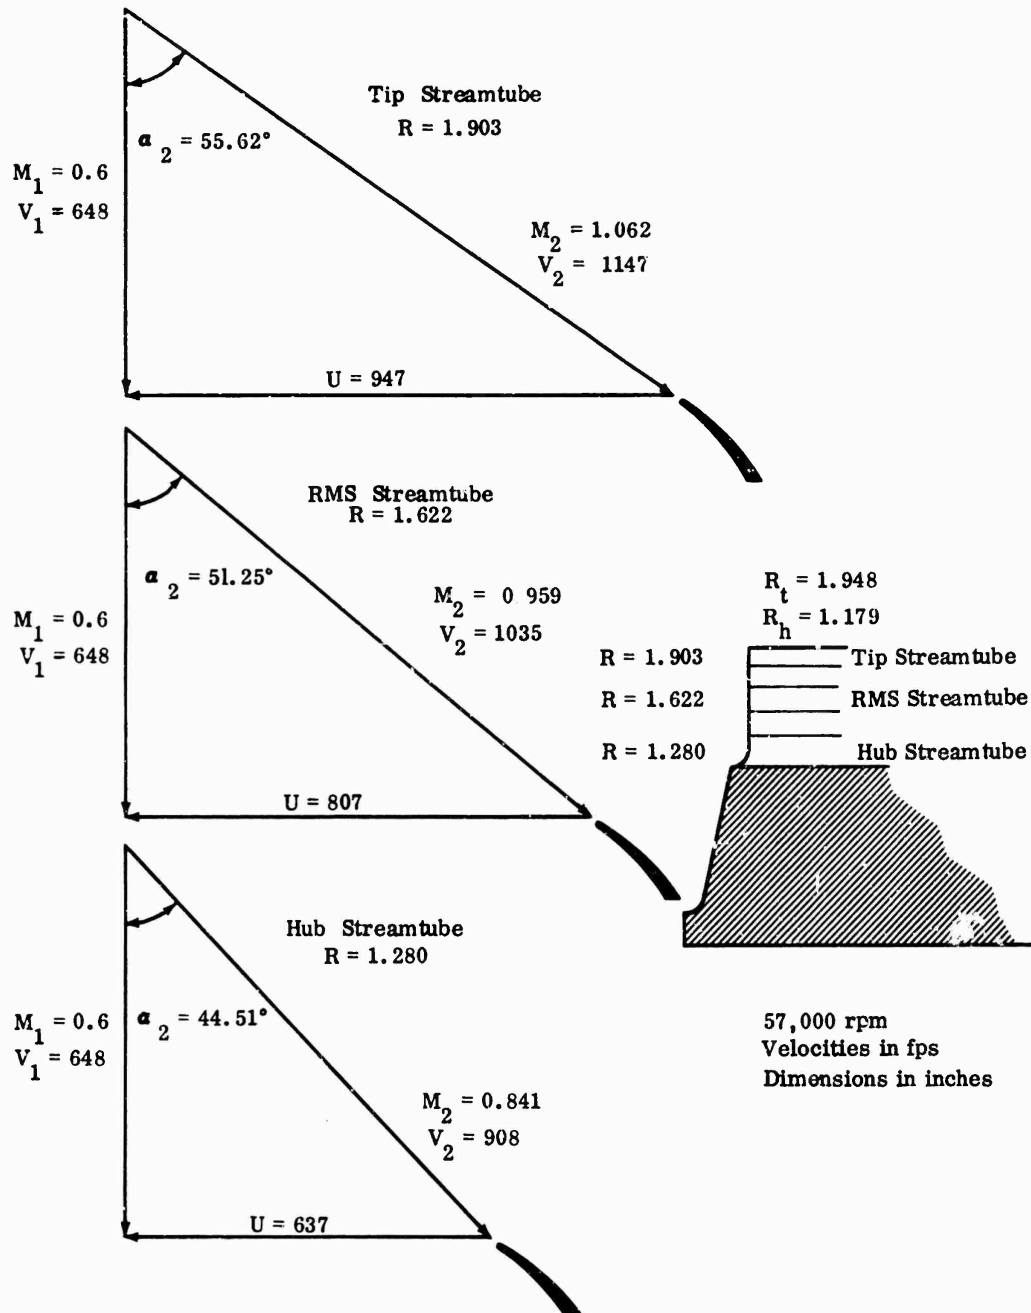 Tip Streamtube
R = 1.903
α2 = 55.62°
M1 = 0.6
V1 = 648
M2 = 1.062
V2 = 1147
U = 947
RMS Streamtube
R = 1.622
α2 = 51.25°
M1 = 0.6
V1 = 648
M2 = 0 959
V2 = 1035
U = 807
Rt = 1.948
Rh = 1.179
R = 1.903 Tip Streamtube
R = 1.622 RMS Streamtube
R = 1.280 Hub Streamtube
Hub Streamtube
R = 1.280
M1 = 0.6
V1 = 648
α2 = 44.51°
M2 = 0.841
V2 = 908
U = 637
57,000 rpm
Velocities in fps
Dimensions in inches